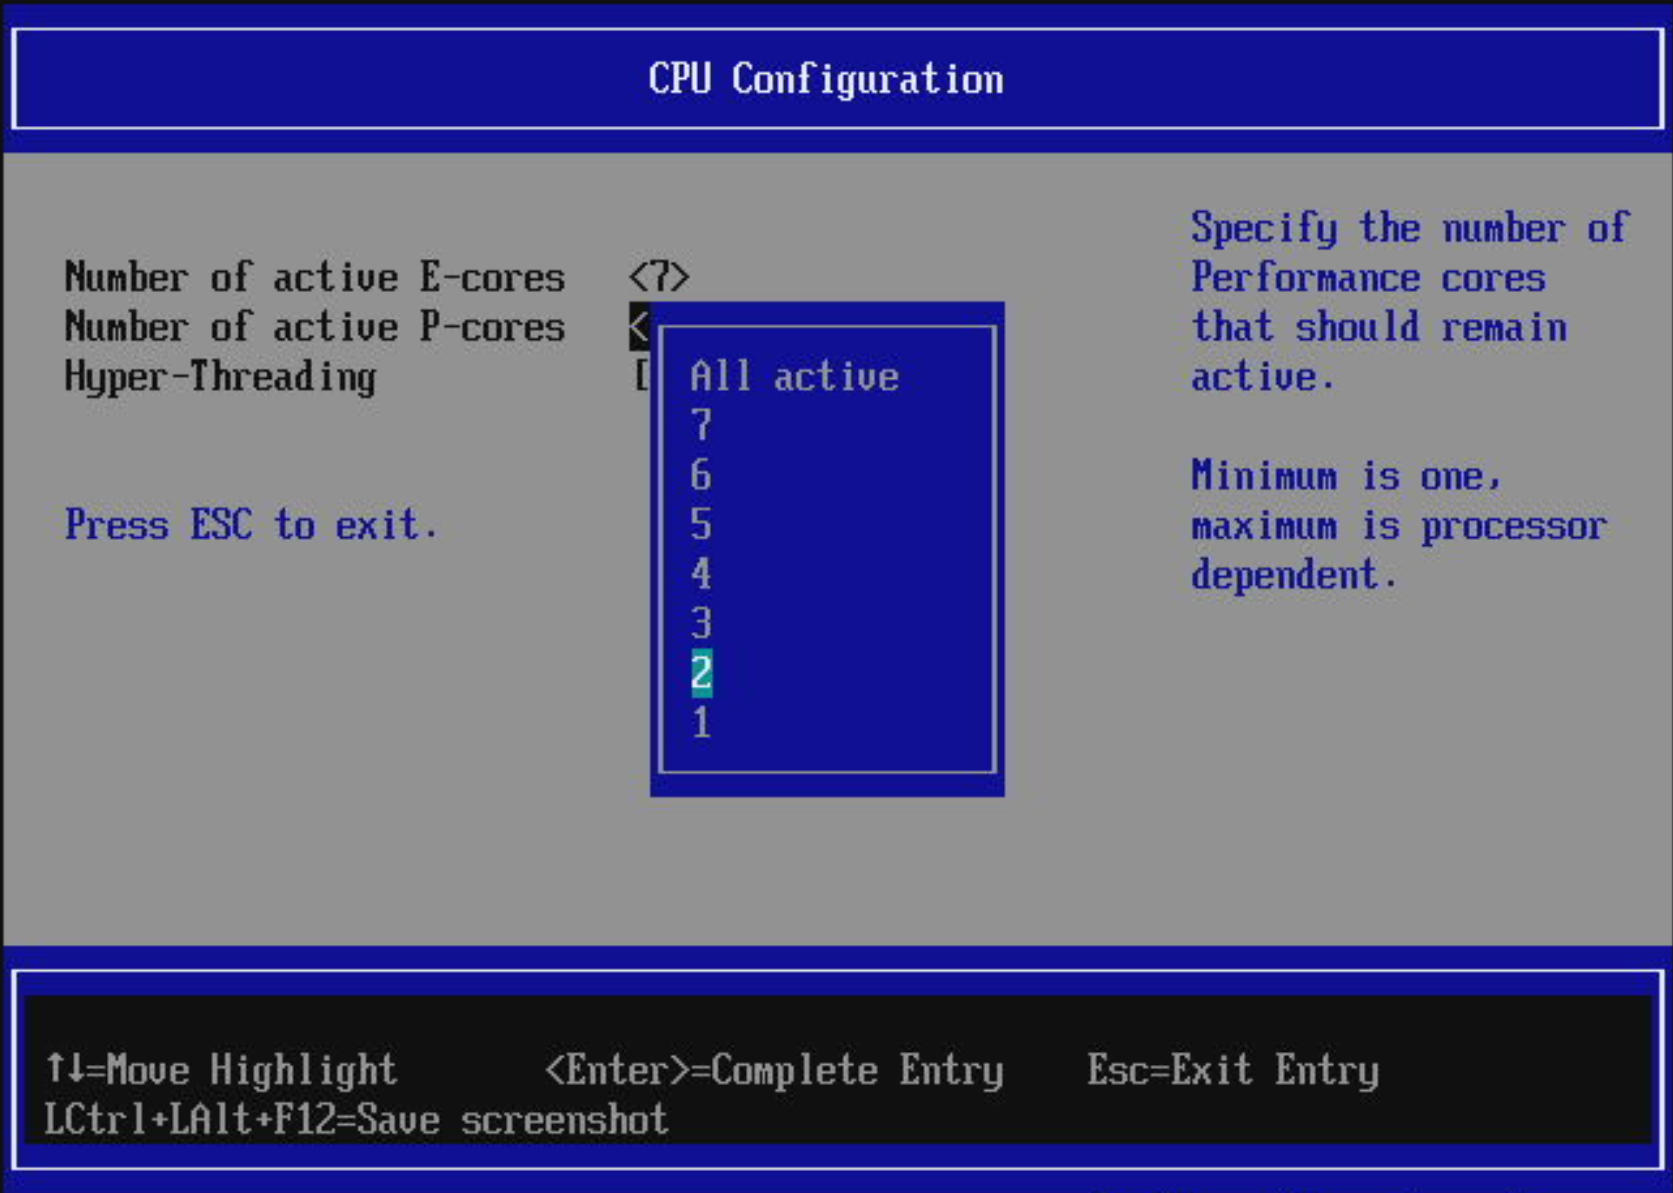 CPU Configuration
Number of active E-cores <7>
Number of active P-cores <
Hyper-Threading [
Press ESC to exit.
All active
7
6
5
4
3
2
1
Specify the number of
Performance cores
that should remain
active.
Minimum is one,
maximum is processor
dependent.
↑↓=Move Highlight <Enter>=Complete Entry Esc=Exit Entry
LCtrl+LAlt+F12=Save screenshot